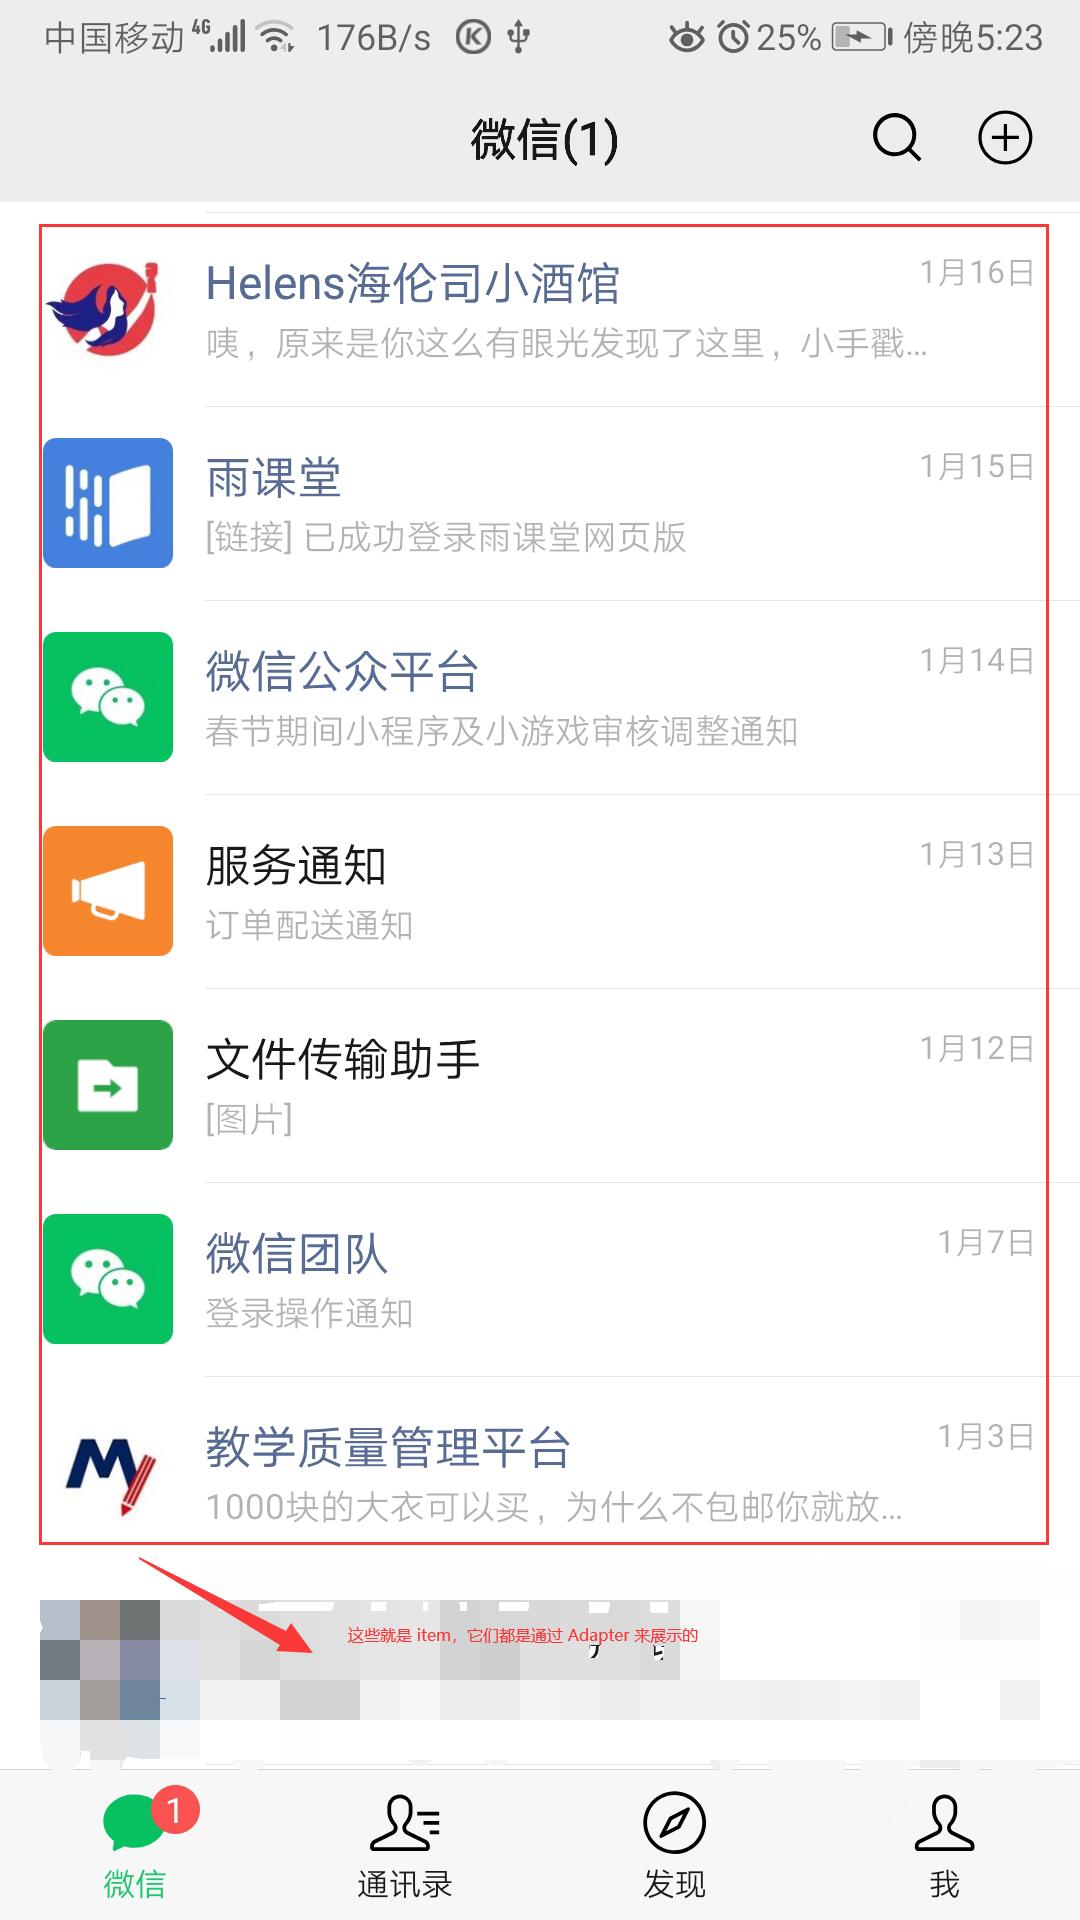 中国移动 4G 176B/s K 25% 傍晚5:23
微信(1)
Helens海伦司小酒馆 1月16日
咦，原来是你这么有眼光发现了这里，小手戳...
雨课堂 1月15日
[链接] 已成功登录雨课堂网页版
微信公众平台 1月14日
春节期间小程序及小游戏审核调整通知
服务通知 1月13日
订单配送通知
文件传输助手 1月12日
[图片]
微信团队 1月7日
登录操作通知
教学质量管理平台 1月3日
1000块的大衣可以买，为什么不包邮你就放...
这些就是 item，它们都是通过 Adapter 来展示的
1
微信 通讯录 发现 我